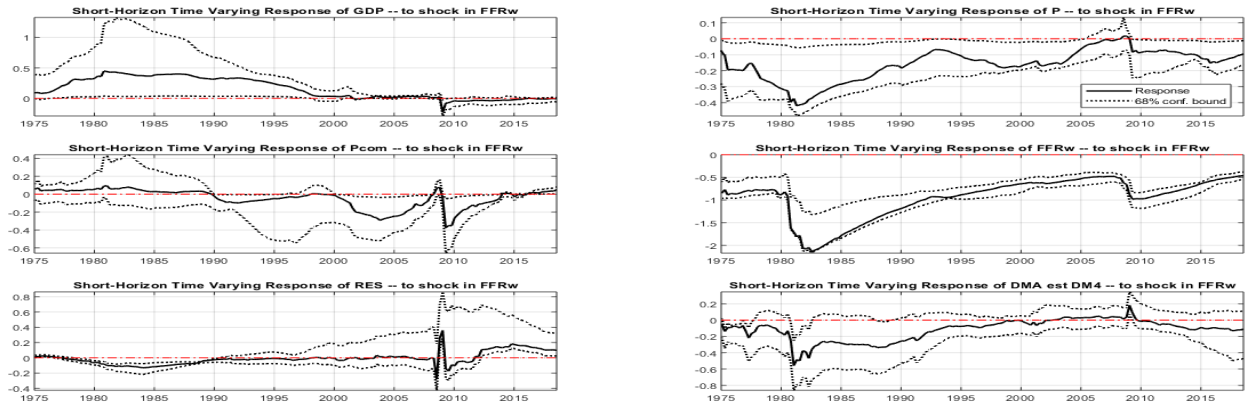 Short-Horizon Time Varying Response of GDP -- to shock in FFRw
1
0.5
0
1975 1980 1985 1990 1995 2000 2005 2010 2015
Short-Horizon Time Varying Response of P -- to shock in FFRw
0.1
0
-0.1
-0.2
-0.3
-0.4
Response
68% conf. bound
1975 1980 1985 1990 1995 2000 2005 2010 2015
Short-Horizon Time Varying Response of Pcom -- to shock in FFRw
0.4
0.2
0
-0.2
-0.4
-0.6
1975 1980 1985 1990 1995 2000 2005 2010 2015
Short-Horizon Time Varying Response of FFRw -- to shock in FFRw
0
-0.5
-1
-1.5
-2
1975 1980 1985 1990 1995 2000 2005 2010 2015
Short-Horizon Time Varying Response of RES -- to shock in FFRw
0.8
0.6
0.4
0.2
0
-0.2
-0.4
1975 1980 1985 1990 1995 2000 2005 2010 2015
Short-Horizon Time Varying Response of DMA est DM4 -- to shock in FFRw
0.2
0
-0.2
-0.4
-0.6
-0.8
1975 1980 1985 1990 1995 2000 2005 2010 2015